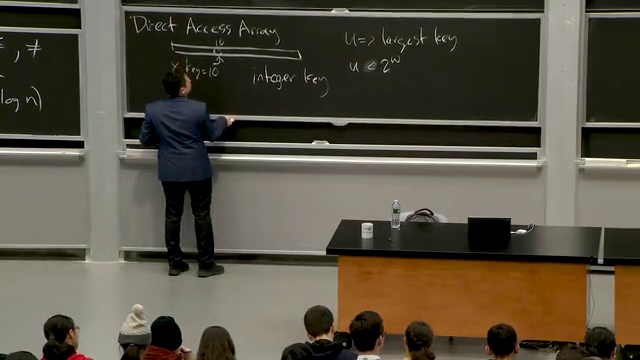 =, ≠
log n)
Direct Access Array
10
x key=10
integer key
u => largest key
u < 2^w